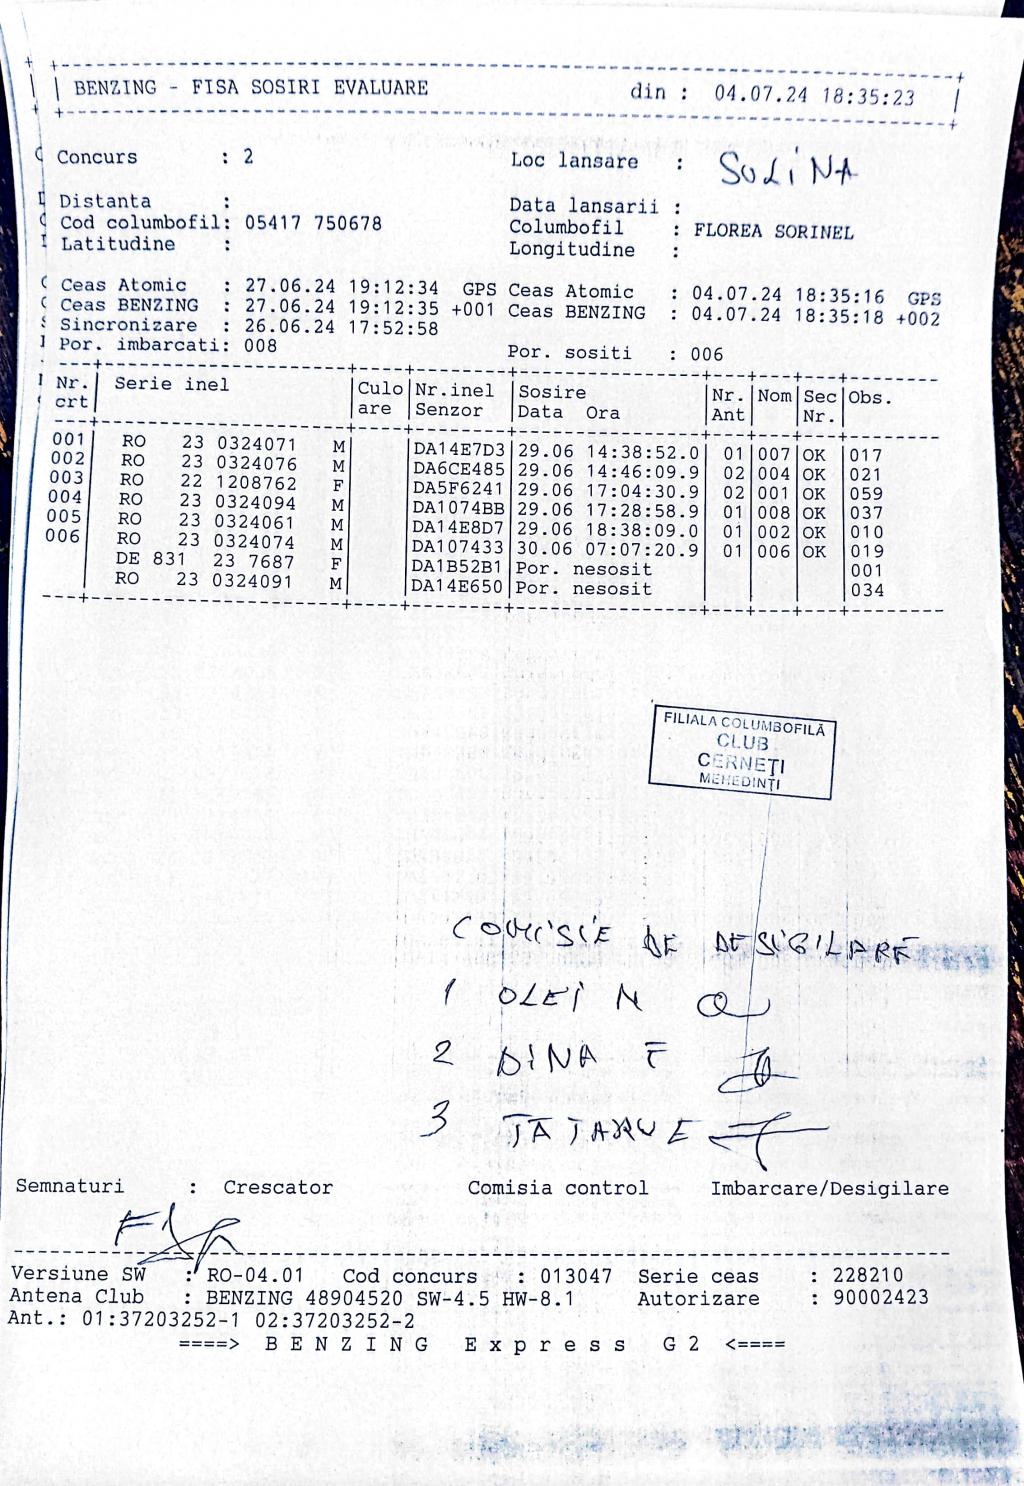 BENZING - FISA SOSIRI EVALUARE din : 04.07.24 18:35:23
Concurs : 2 Loc lansare : SULINA
Distanta : Data lansarii :
Cod columbofil: 05417 750678 Columbofil : FLOREA SORINEL
Latitudine : Longitudine :
Ceas Atomic : 27.06.24 19:12:34 GPS Ceas Atomic : 04.07.24 18:35:16 GPS
Ceas BENZING : 27.06.24 19:12:35 +001 Ceas BENZING : 04.07.24 18:35:18 +002
Sincronizare : 26.06.24 17:52:58
Por. imbarcati: 008 Por. sositi : 006
Nr. Serie inel Culo Nr.inel Sosire Nr. Nom Sec Obs.
crt are Senzor Data Ora Ant Nr.
001 RO 23 0324071 M DA14E7D3 29.06 14:38:52.0 01 007 OK 017
002 RO 23 0324076 M DA6CE485 29.06 14:46:09.9 02 004 OK 021
003 RO 22 1208762 F DA5F6241 29.06 17:04:30.9 02 001 OK 059
004 RO 23 0324094 M DA1074BB 29.06 17:28:58.9 01 008 OK 037
005 RO 23 0324061 M DA14E8D7 29.06 18:38:09.0 01 002 OK 010
006 RO 23 0324074 M DA107433 30.06 07:07:20.9 01 006 OK 019
DE 831 23 7687 F DA1B52B1 Por. nesosit 001
RO 23 0324091 M DA14E650 Por. nesosit 034
FILIALA COLUMBOFILĂ
CLUB
CERNEȚI
MEHEDINȚI
COMISIE DE DESIGILARE
1 OLEI N
2 DINA F
3 TATARU E
Semnaturi : Crescator Comisia control Imbarcare/Desigilare
Versiune SW : RO-04.01 Cod concurs : 013047 Serie ceas : 228210
Antena Club : BENZING 48904520 SW-4.5 HW-8.1 Autorizare : 90002423
Ant.: 01:37203252-1 02:37203252-2
====> B E N Z I N G E x p r e s s G 2 <====